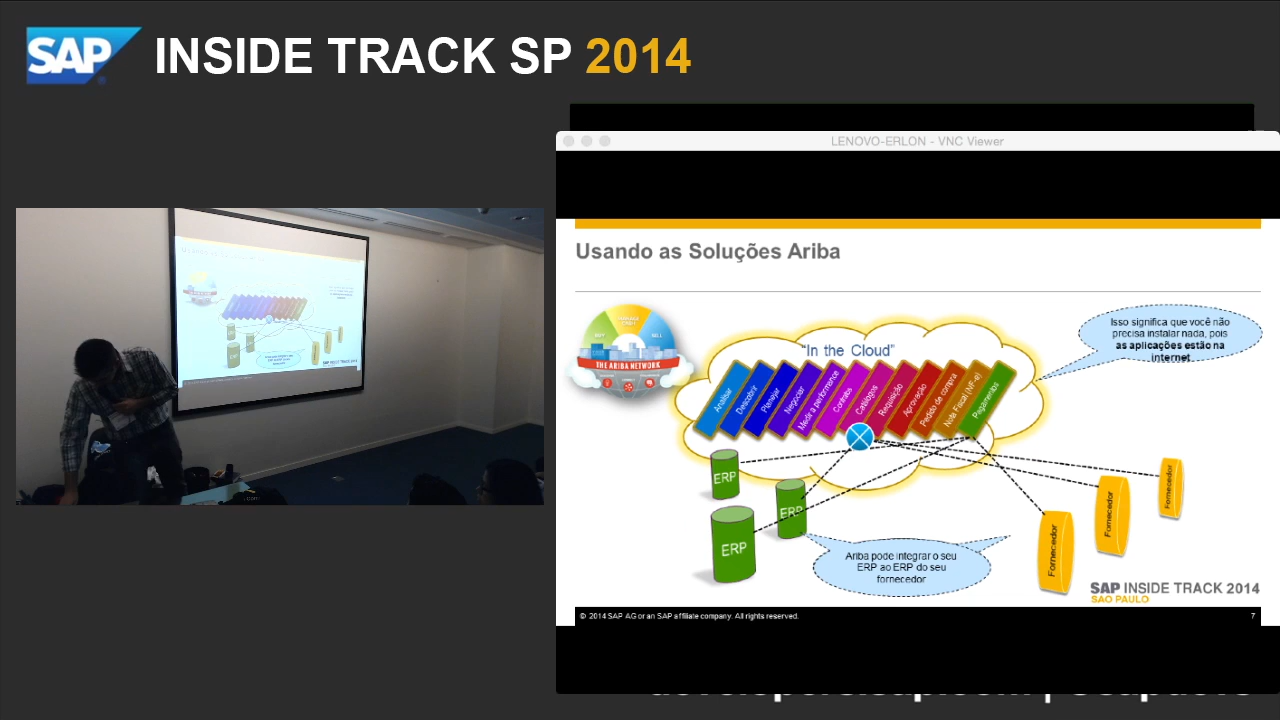 SAP INSIDE TRACK SP 2014
LENOVO-ERLON - VNC Viewer
Usando as Soluções Ariba
Isso significa que você não
precisa instalar nada, pois
as aplicações estão na
internet
"In the Cloud"
THE ARIBA NETWORK
Analisar
Descobrir
Planejar
Negociar
Medir a performance
Contrato
Catálogos
Requisição
Aprovação
Pedido de compra
Nota Fiscal (NF-e)
Pagamentos
ERP
ERP
ERP
Fornecedor
Fornecedor
Fornecedor
Ariba pode integrar o seu
ERP ao ERP do seu
fornecedor
SAP INSIDE TRACK 2014
SAO PAULO
© 2014 SAP AG or an SAP affiliate company. All rights reserved.
7